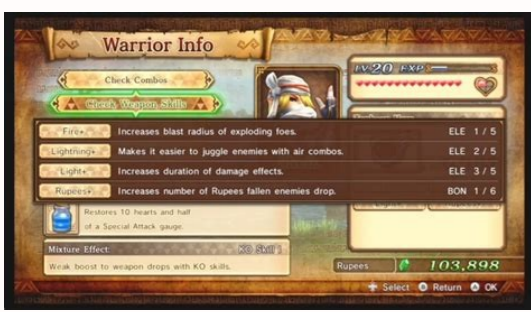 Warrior Info
Check Combos
Check Weapon Skills
LV.20 EXP
Fire+ Increases blast radius of exploding foes. ELE 1 / 5
Lightning+ Makes it easier to juggle enemies with air combos. ELE 2 / 5
Light+ Increases duration of damage effects. ELE 3 / 5
Rupees+ Increases number of Rupees fallen enemies drop. BON 1 / 6
Restores 10 hearts and half
of a Special Attack gauge.
Mixture Effect: KO Skill
Weak boost to weapon drops with KO skills.
Rupees 103,898
Select Return A OK